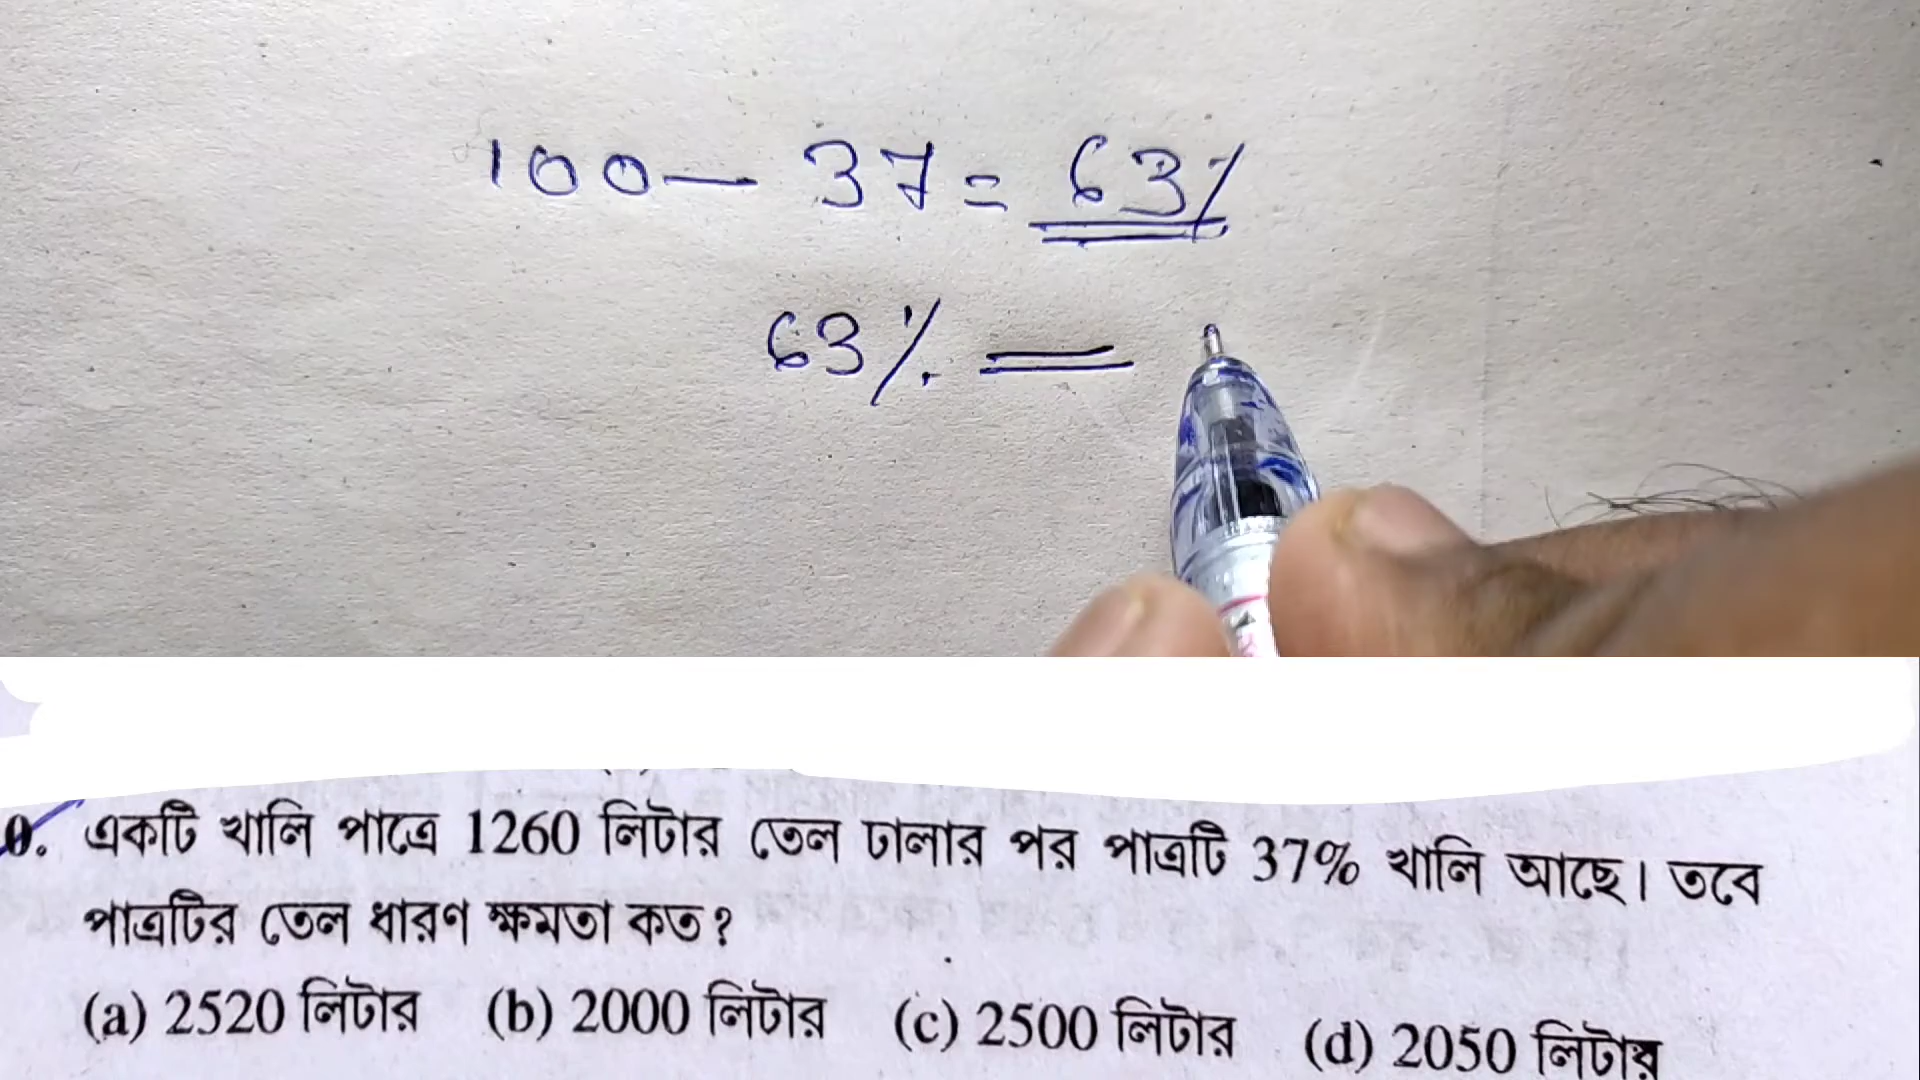 100 — 37 = 63%
63% =
0. একটি খালি পাত্রে 1260 লিটার তেল ঢালার পর পাত্রটি 37% খালি আছে। তবে
পাত্রটির তেল ধারণ ক্ষমতা কত?
(a) 2520 লিটার (b) 2000 লিটার (c) 2500 লিটার (d) 2050 লিটার